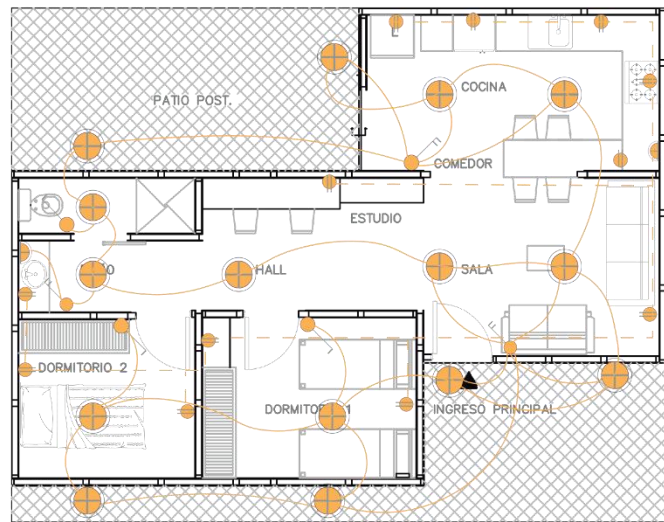 PATIO POST.
COCINA
COMEDOR
ESTUDIO
HALL
SALA
DORMITORIO 2
INGRESO PRINCIPAL